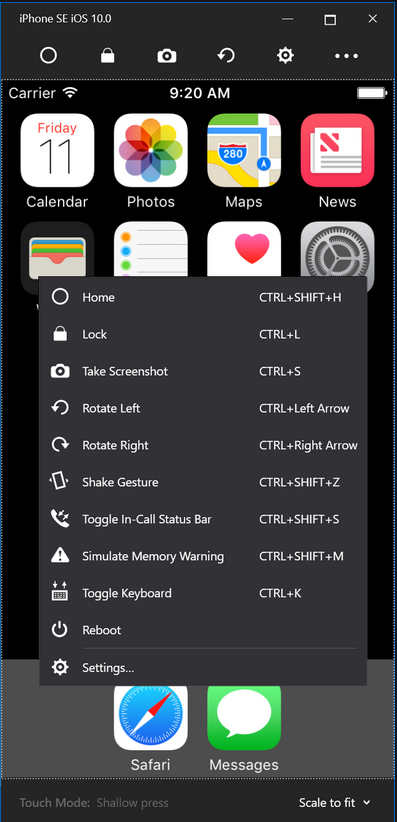 iPhone SE iOS 10.0
Carrier 9:20 AM
Friday
11
280
Calendar Photos Maps News
Home CTRL+SHIFT+H
Lock CTRL+L
Take Screenshot CTRL+S
Rotate Left CTRL+Left Arrow
Rotate Right CTRL+Right Arrow
Shake Gesture CTRL+SHIFT+Z
Toggle In-Call Status Bar CTRL+SHIFT+S
Simulate Memory Warning CTRL+SHIFT+M
Toggle Keyboard CTRL+K
Reboot
Settings...
Safari Messages
Touch Mode: Shallow press Scale to fit